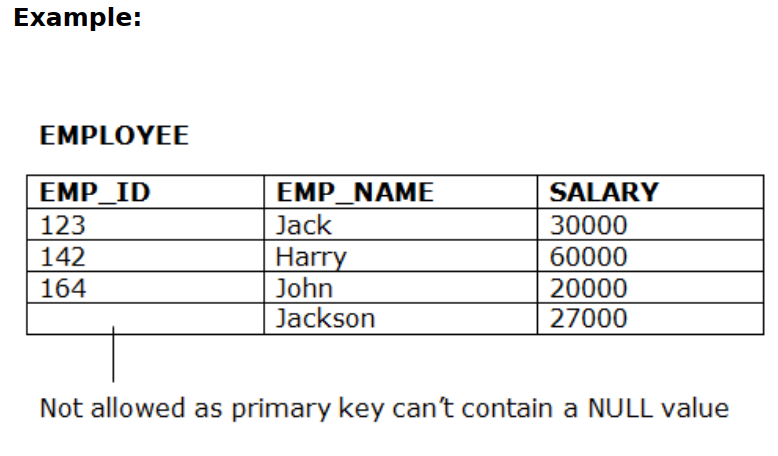 Example:
EMPLOYEE
EMP_ID EMP_NAME SALARY
123 Jack 30000
142 Harry 60000
164 John 20000
Jackson 27000
Not allowed as primary key can't contain a NULL value